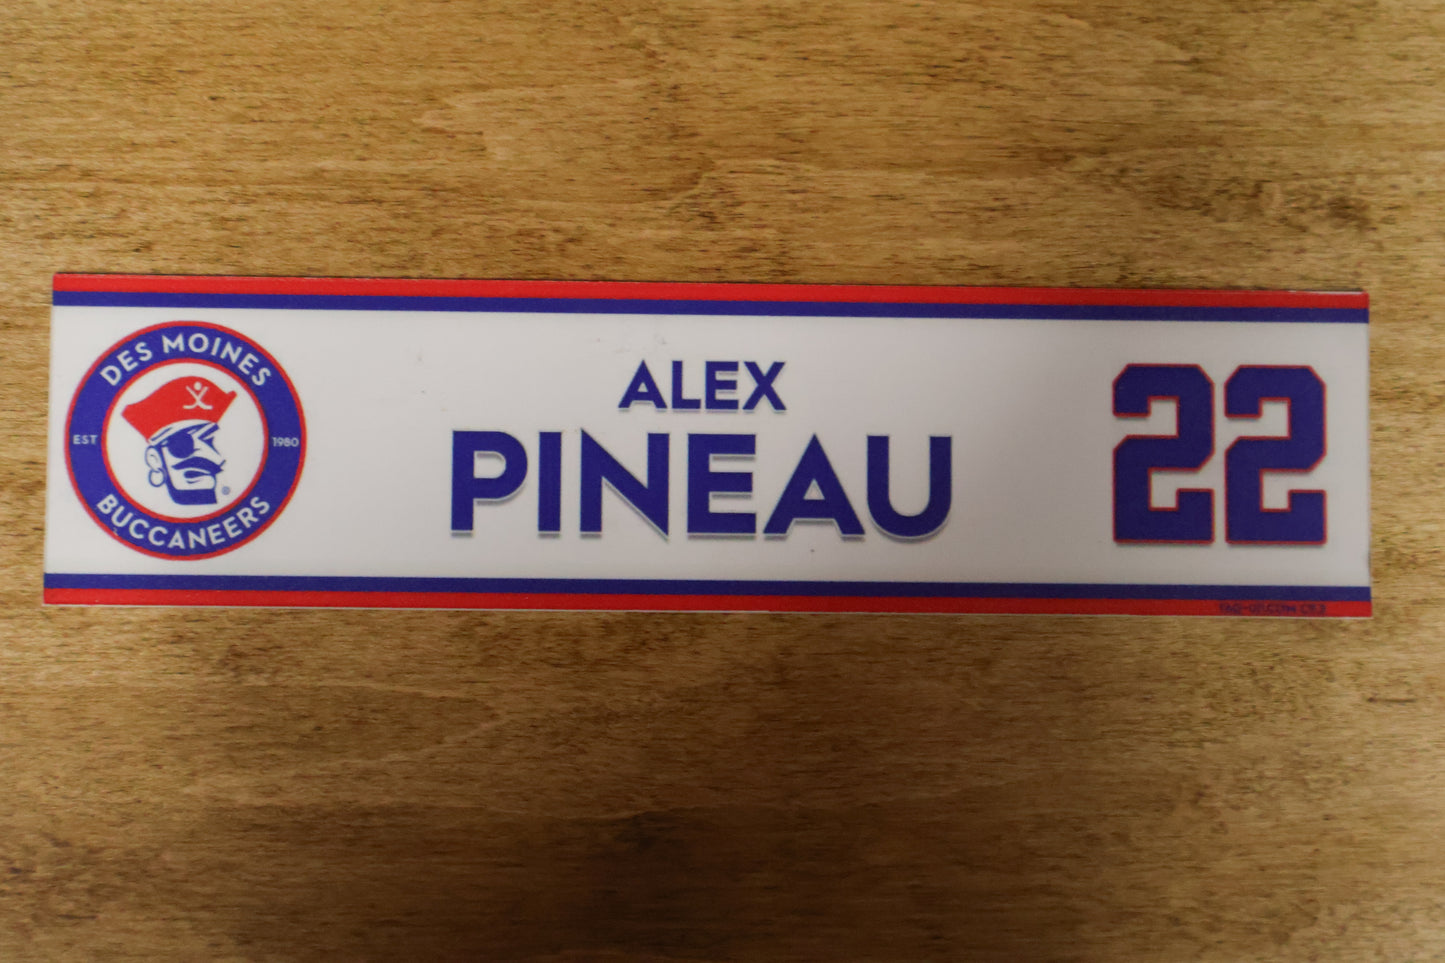 DES MOINES
EST 1980
BUCCANEERS
ALEX
PINEAU
22